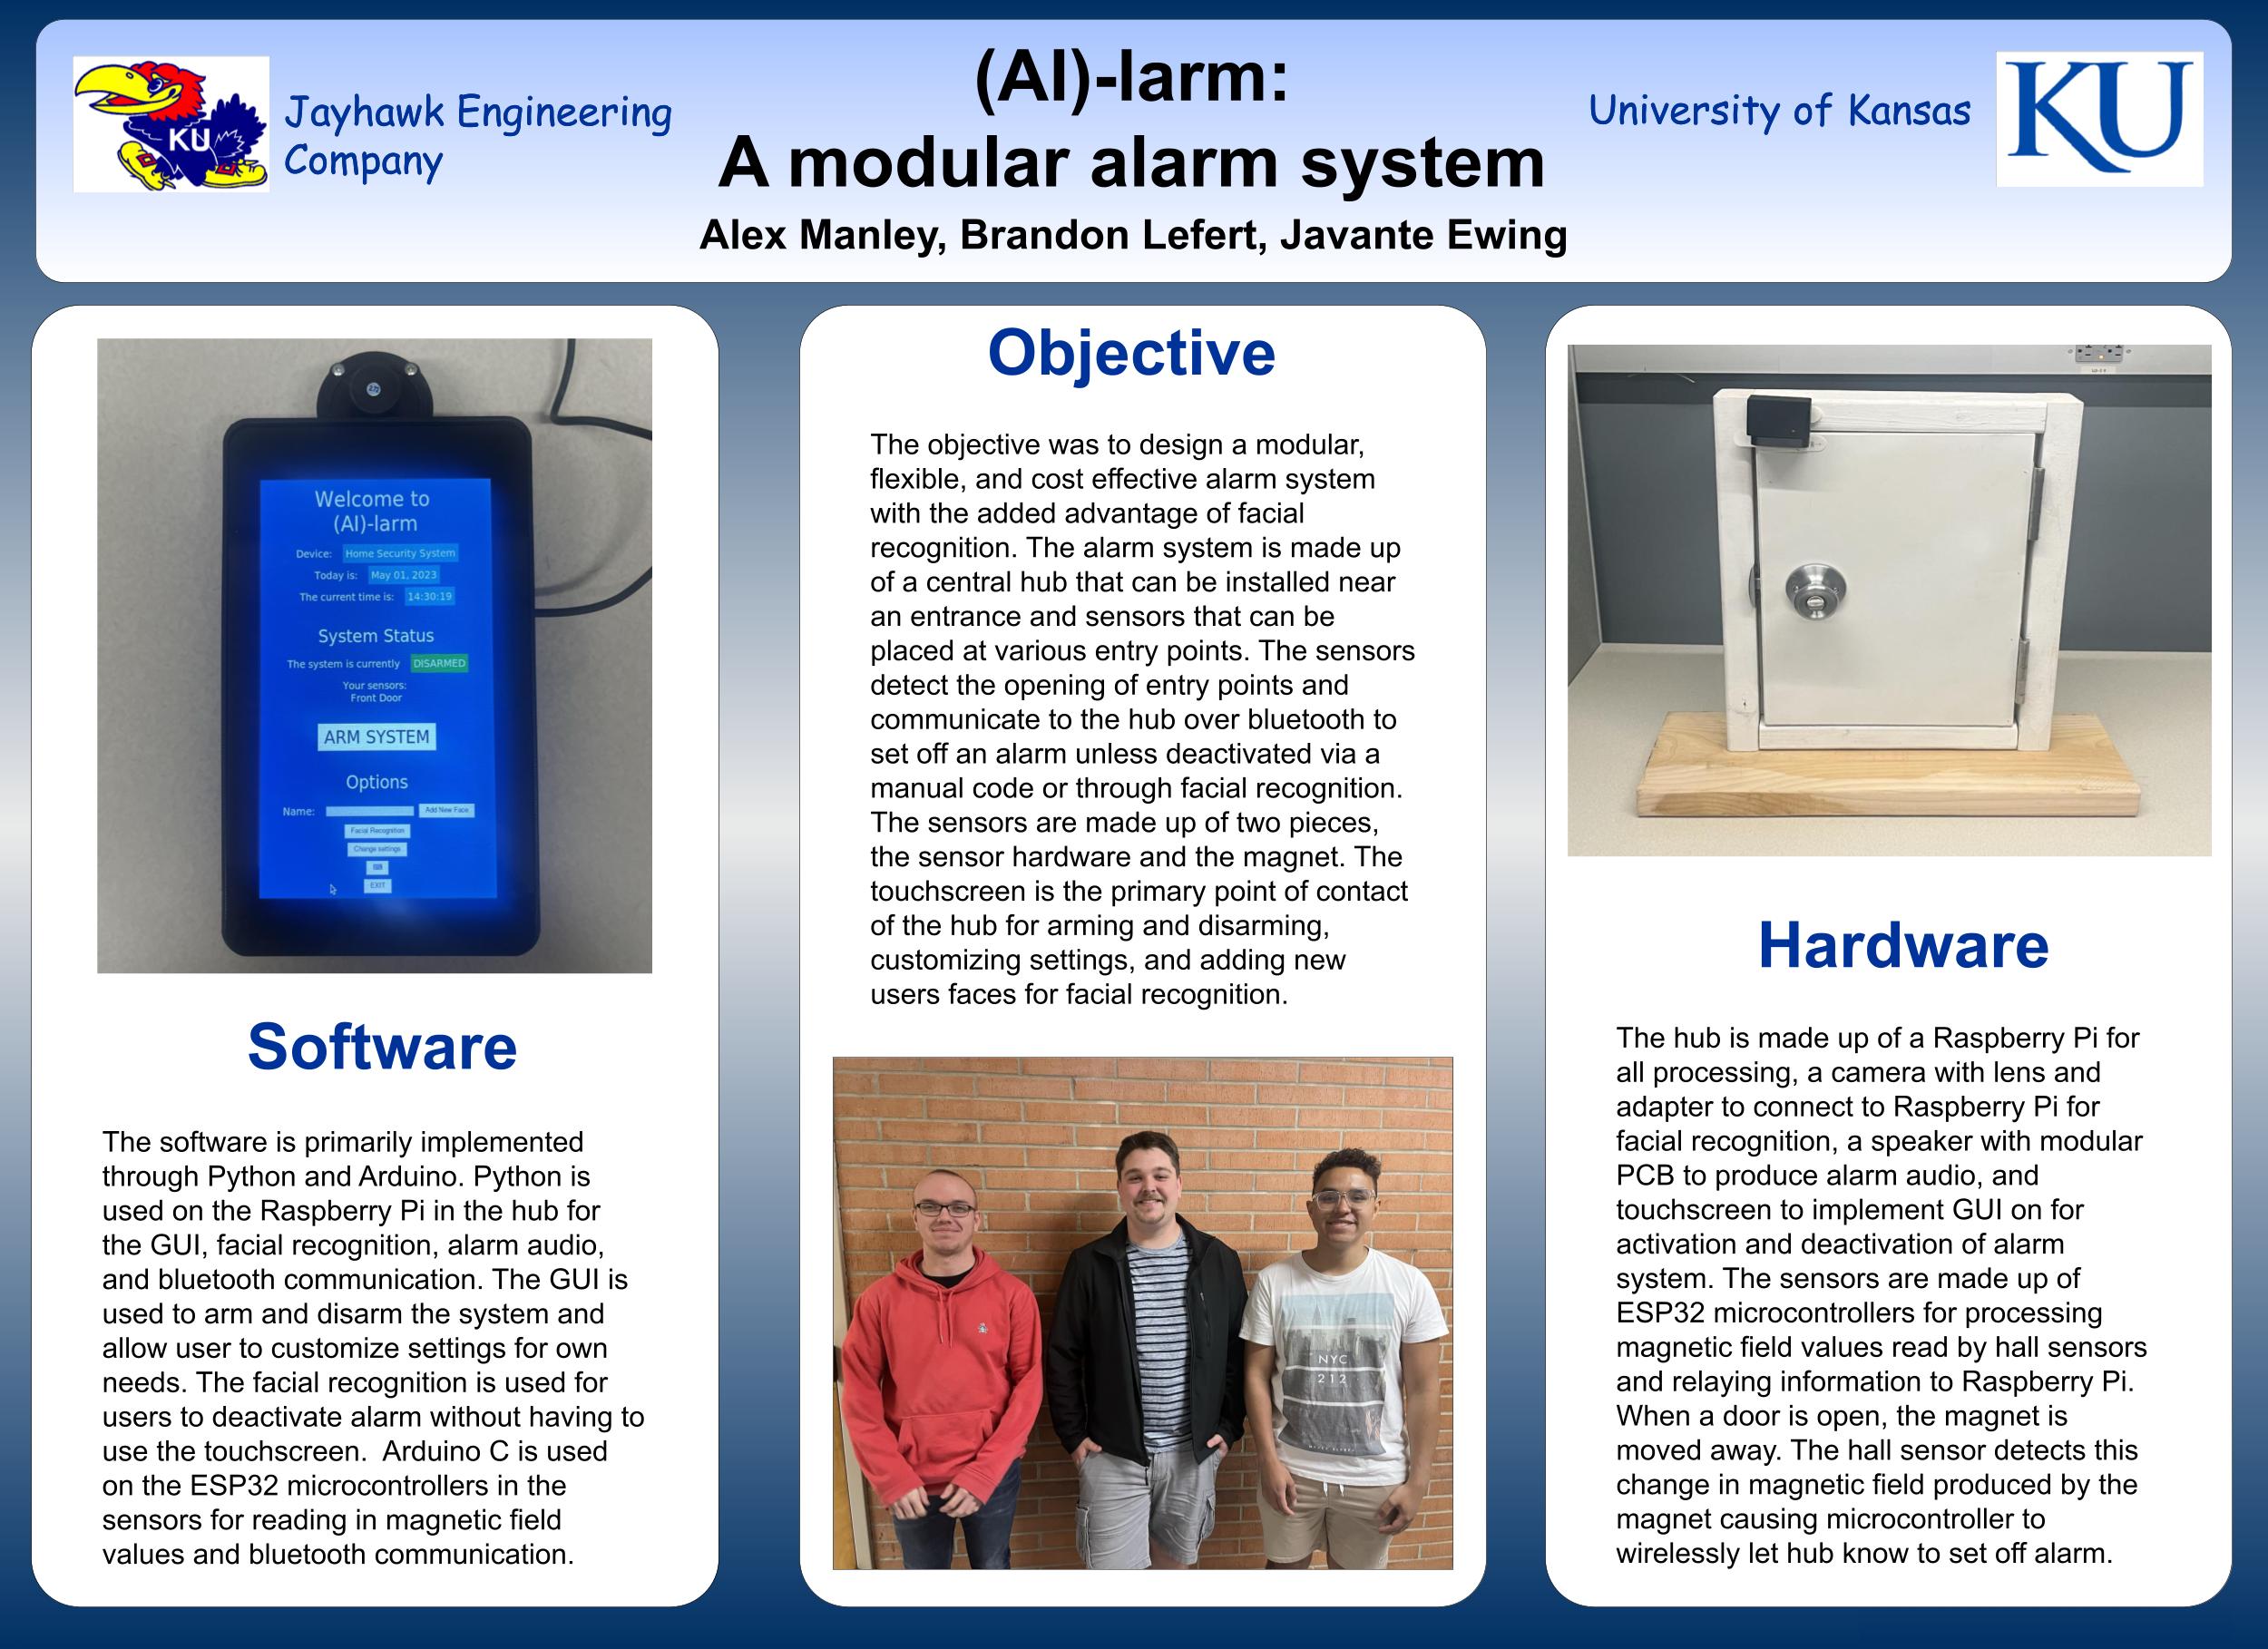 (AI)-larm:
A modular alarm system
Alex Manley, Brandon Lefert, Javante Ewing
KU
Jayhawk Engineering
Company
University of Kansas
KU
Welcome to
(AI)-larm
Device: Home Security System
Today is: May 01, 2023
The current time is: 14:30:19
System Status
The system is currently DISARMED
Your sensors:
Front Door
ARM SYSTEM
Options
Name: Add New Face
Facial Recognition
Change settings
EXIT
Software
The software is primarily implemented
through Python and Arduino. Python is
used on the Raspberry Pi in the hub for
the GUI, facial recognition, alarm audio,
and bluetooth communication. The GUI is
used to arm and disarm the system and
allow user to customize settings for own
needs. The facial recognition is used for
users to deactivate alarm without having to
use the touchscreen.  Arduino C is used
on the ESP32 microcontrollers in the
sensors for reading in magnetic field
values and bluetooth communication.
Objective
The objective was to design a modular,
flexible, and cost effective alarm system
with the added advantage of facial
recognition. The alarm system is made up
of a central hub that can be installed near
an entrance and sensors that can be
placed at various entry points. The sensors
detect the opening of entry points and
communicate to the hub over bluetooth to
set off an alarm unless deactivated via a
manual code or through facial recognition.
The sensors are made up of two pieces,
the sensor hardware and the magnet. The
touchscreen is the primary point of contact
of the hub for arming and disarming,
customizing settings, and adding new
users faces for facial recognition.
NYC
212
Hardware
The hub is made up of a Raspberry Pi for
all processing, a camera with lens and
adapter to connect to Raspberry Pi for
facial recognition, a speaker with modular
PCB to produce alarm audio, and
touchscreen to implement GUI on for
activation and deactivation of alarm
system. The sensors are made up of
ESP32 microcontrollers for processing
magnetic field values read by hall sensors
and relaying information to Raspberry Pi.
When a door is open, the magnet is
moved away. The hall sensor detects this
change in magnetic field produced by the
magnet causing microcontroller to
wirelessly let hub know to set off alarm.